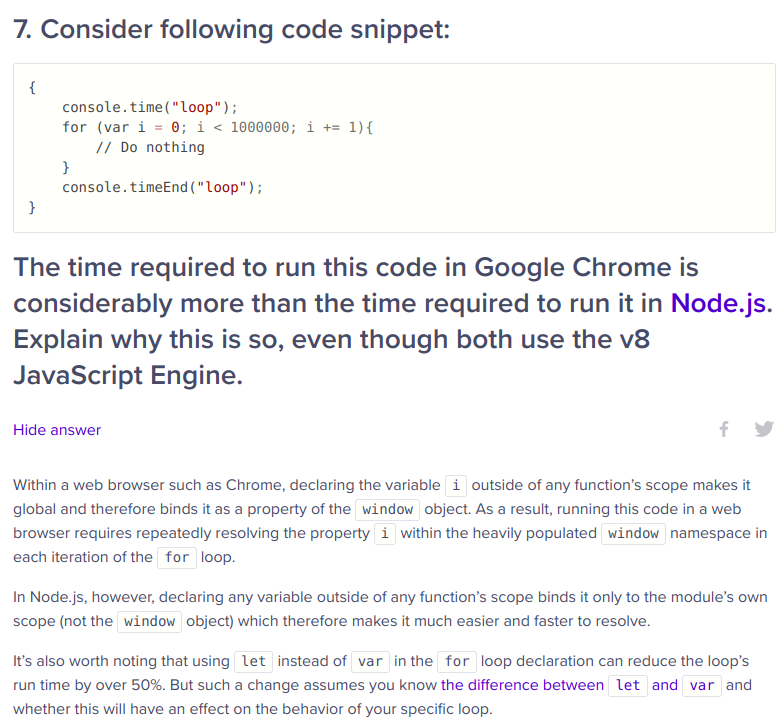 7. Consider following code snippet:
{
    console.time("loop");
    for (var i = 0; i < 1000000; i += 1){
        // Do nothing
    }
    console.timeEnd("loop");
}
The time required to run this code in Google Chrome is
considerably more than the time required to run it in Node.js.
Explain why this is so, even though both use the v8
JavaScript Engine.
Hide answer
Within a web browser such as Chrome, declaring the variable i outside of any function’s scope makes it
global and therefore binds it as a property of the window object. As a result, running this code in a web
browser requires repeatedly resolving the property i within the heavily populated window namespace in
each iteration of the for loop.
In Node.js, however, declaring any variable outside of any function’s scope binds it only to the module’s own
scope (not the window object) which therefore makes it much easier and faster to resolve.
It’s also worth noting that using let instead of var in the for loop declaration can reduce the loop’s
run time by over 50%. But such a change assumes you know the difference between let and var and
whether this will have an effect on the behavior of your specific loop.